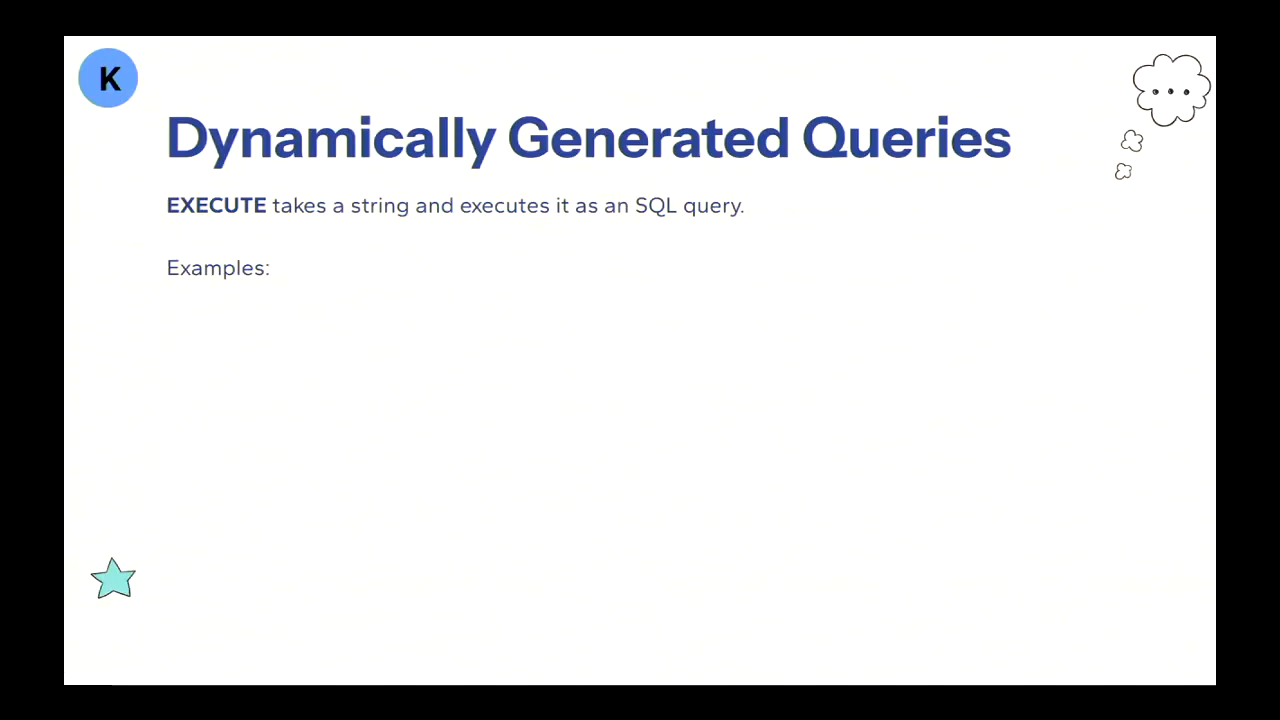 K
Dynamically Generated Queries
EXECUTE takes a string and executes it as an SQL query.
Examples: